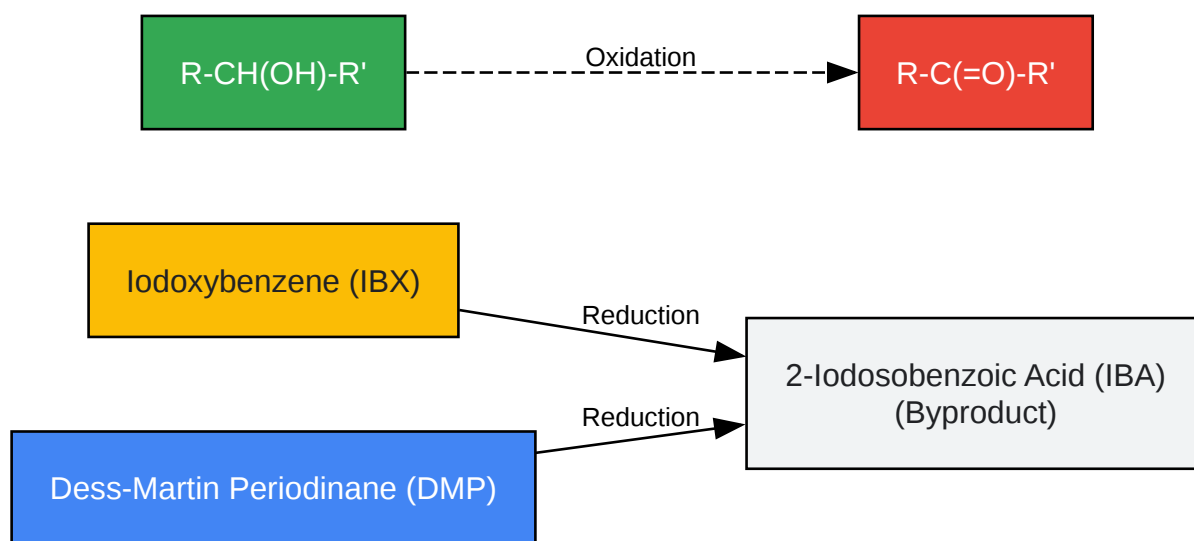 R-CH(OH)-R'
Oxidation
R-C(=O)-R'
Iodoxybenzene (IBX)
Reduction
2-Iodosobenzoic Acid (IBA)
(Byproduct)
Reduction
Dess-Martin Periodinane (DMP)